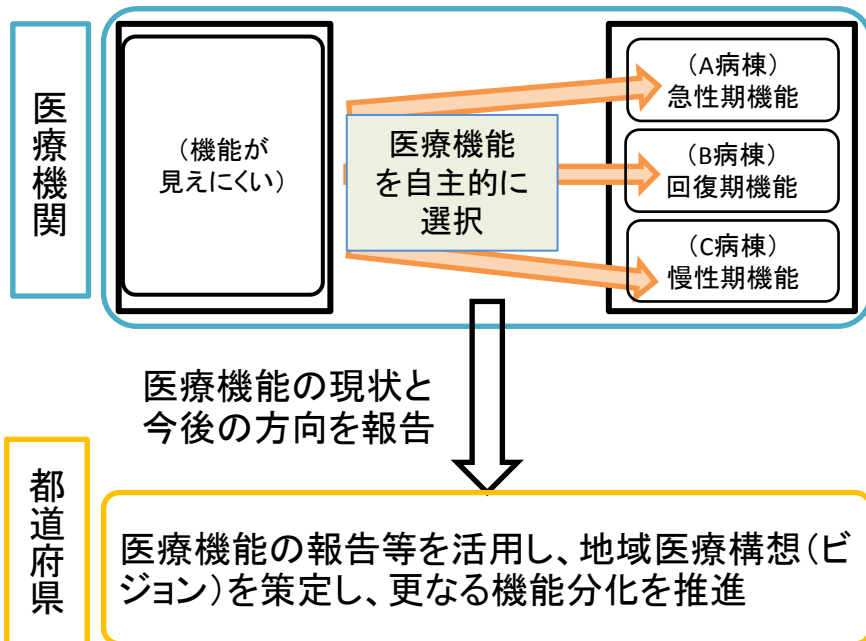 医療機関
（機能が
見えにくい）
医療機能
を自主的に
選択
（A病棟）
急性期機能
（B病棟）
回復期機能
（C病棟）
慢性期機能
医療機能の現状と
今後の方向を報告
都道府県
医療機能の報告等を活用し、地域医療構想（ビ
ジョン）を策定し、更なる機能分化を推進